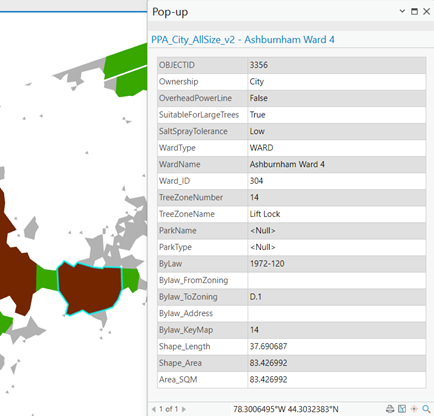 Pop-up
PPA_City_AllSize_v2 - Ashburnham Ward 4
OBJECTID 3356
Ownership City
OverheadPowerLine False
SuitableForLargeTrees True
SaltSprayTolerance Low
WardType WARD
WardName Ashburnham Ward 4
Ward_ID 304
TreeZoneNumber 14
TreeZoneName Lift Lock
ParkName <Null>
ParkType <Null>
ByLaw 1972-120
Bylaw_FromZoning
Bylaw_ToZoning D.1
Bylaw_Address
Bylaw_KeyMap 14
Shape_Length 37.690687
Shape_Area 83.426992
Area_SQM 83.426992
1 of 1 78.3006495°W 44.3032383°N